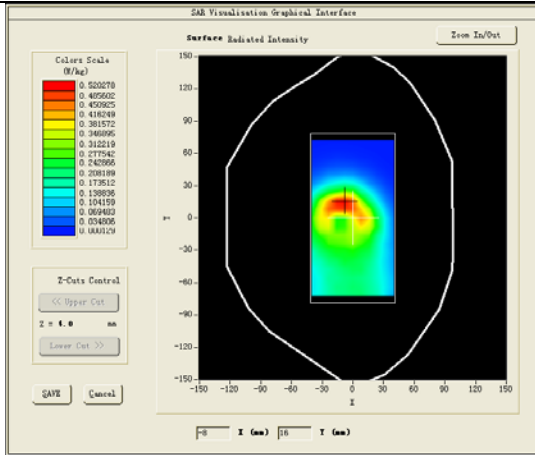 SAR Visualisation Graphical Interface
Surface Radiated Intensity
Zoom In/Out
Colors Scale
(W/kg)
0.520278
0.485602
0.450925
0.416249
0.381572
0.346895
0.312219
0.277542
0.242866
0.208189
0.173512
0.138836
0.104159
0.069483
0.034806
0.000129
Z-Cuts Control
<< Upper Cut
Z = 4.0 mm
Lower Cut >>
SAVE
Cancel
150-
120-
90-
60-
30-
0-
-30-
-60-
-90-
-120-
-150-
Y
-150 -120 -90 -60 -30 0 30 60 90 120 150
X
-8 X (mm) 16 Y (mm)